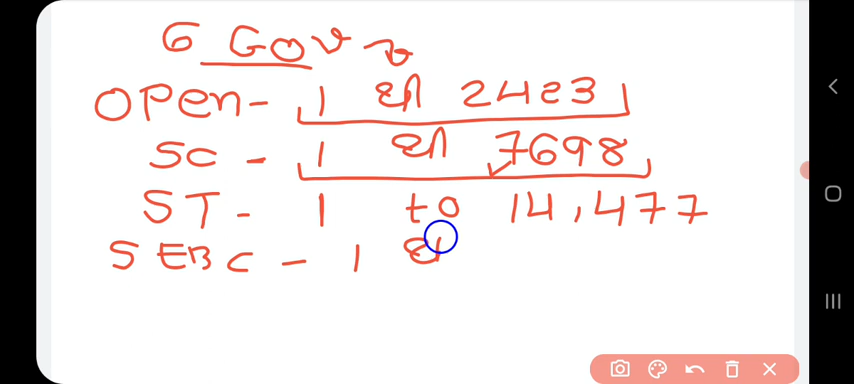 6 GOV
OPEN - 1 થી 2423
SC - 1 થી 7698
ST - 1 to 14,477
SEBC - 1